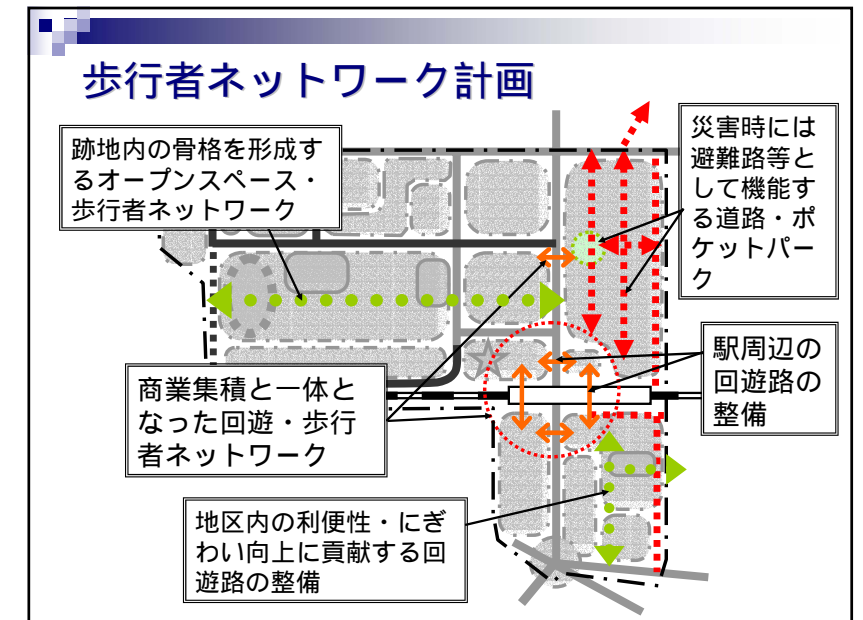 歩行者ネットワーク計画
跡地内の骨格を形成す
るオープンスペース・
歩行者ネットワーク
災害時には
避難路等と
して機能す
る道路・ポ
ケットパー
ク
駅周辺の
回遊路の
整備
商業集積と一体と
なった回遊・歩行
者ネットワーク
地区内の利便性・にぎ
わい向上に貢献する回
遊路の整備